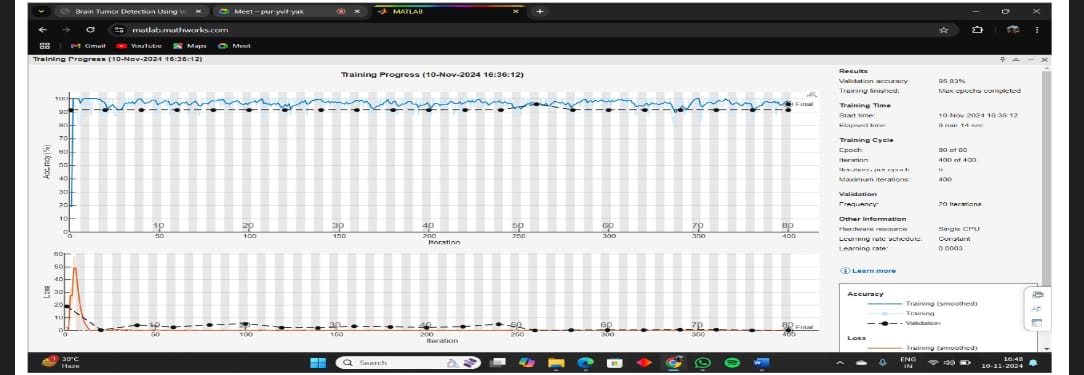 Brain Tumor Detection Using
Meet – pur-yvif-yak
MATLAB
matlab.mathworks.com
Gmail
YouTube
Maps
Meet
Training Progress (10-Nov-2024 16:36:12)
Training Progress (10-Nov-2024 16:36:12)
Accuracy (%)
100
90
80
70
60
50
40
30
20
10
0
Final
10 20 30 40 50 60 70 80
0 50 100 150 200 250 300 350 400
Iteration
Loss
60
50
40
30
20
10
0
Final
10 20 30 40 50 60 70 80
0 50 100 150 200 250 300 350 400
Iteration
Results
Validation accuracy: 95.83%
Training finished: Max epochs completed
Training Time
Start time: 10-Nov-2024 16:36:12
Elapsed time: 9 min 14 sec
Training Cycle
Epoch: 80 of 80
Iteration: 400 of 400
Iterations per epoch: 5
Maximum iterations: 400
Validation
Frequency: 20 iterations
Other Information
Hardware resource: Single CPU
Learning rate schedule: Constant
Learning rate: 0.0003
Learn more
Accuracy
Training (smoothed)
Training
Validation
Loss
Training (smoothed)
1
30°C
Haze
Search
ENG
IN
16:48
10-11-2024